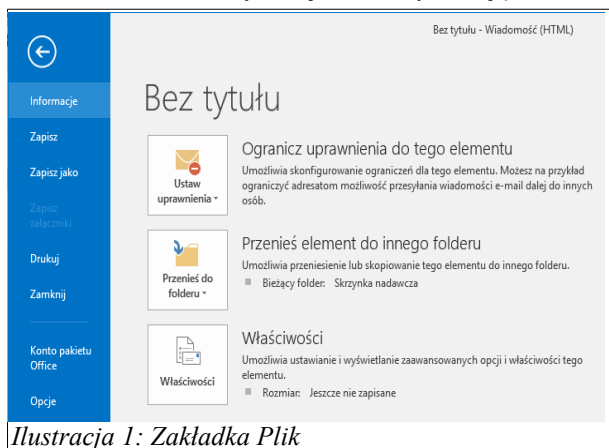 Bez tytułu - Wiadomość (HTML)
Informacje
Zapisz
Zapisz jako
Zapisz
załączniki
Drukuj
Zamknij
Konto pakietu
Office
Opcje
Bez tytułu
Ustaw
uprawnienia
Ogranicz uprawnienia do tego elementu
Umożliwia skonfigurowanie ograniczeń dla tego elementu. Możesz na przykład
ograniczyć adresatom możliwość przesyłania wiadomości e-mail dalej do innych
osób.
Przenieś do
folderu
Przenieś element do innego folderu
Umożliwia przeniesienie lub skopiowanie tego elementu do innego folderu.
Bieżący folder: Skrzynka nadawcza
Właściwości
Właściwości
Umożliwia ustawianie i wyświetlanie zaawansowanych opcji i właściwości tego
elementu.
Rozmiar: Jeszcze nie zapisane
Ilustracja 1: Zakładka Plik